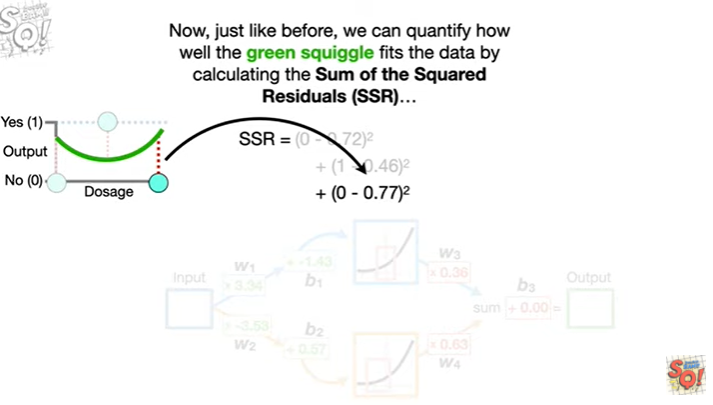 Now, just like before, we can quantify how
well the green squiggle fits the data by
calculating the Sum of the Squared
Residuals (SSR)…
Yes (1)
Output
No (0)
Dosage
SSR = (0 - 0.72)²
+ (1 - 0.46)²
+ (0 - 0.77)²
Input
w₁
× 3.34
+ -1.43
b₁
w₃
× 0.36
b₃
Output
sum
+ 0.00
=
× -3.53
w₂
b₂
+ 0.57
× 0.63
w₄
SQ!